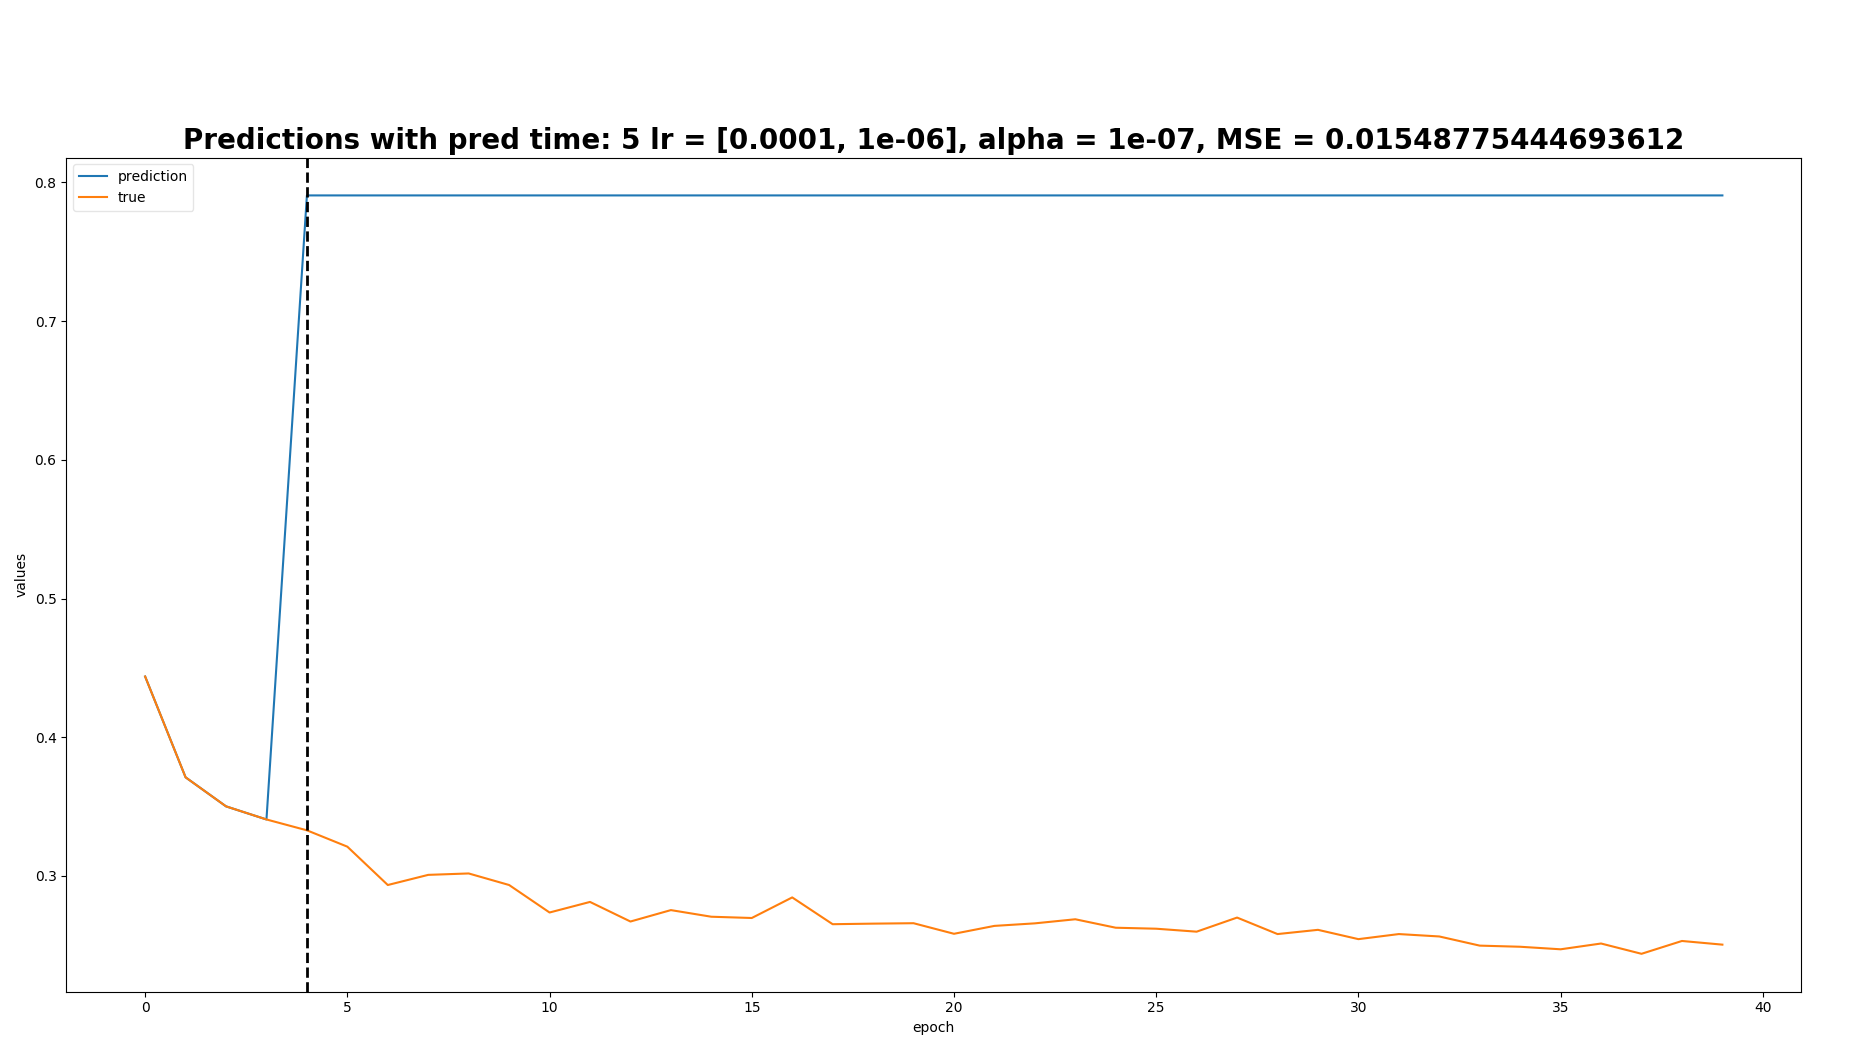 Predictions with pred time: 5 lr = [0.0001, 1e-06], alpha = 1e-07, MSE = 0.01548775444693612
prediction
true
0.8
0.7
0.6
0.5
0.4
0.3
values
0 5 10 15 20 25 30 35 40
epoch